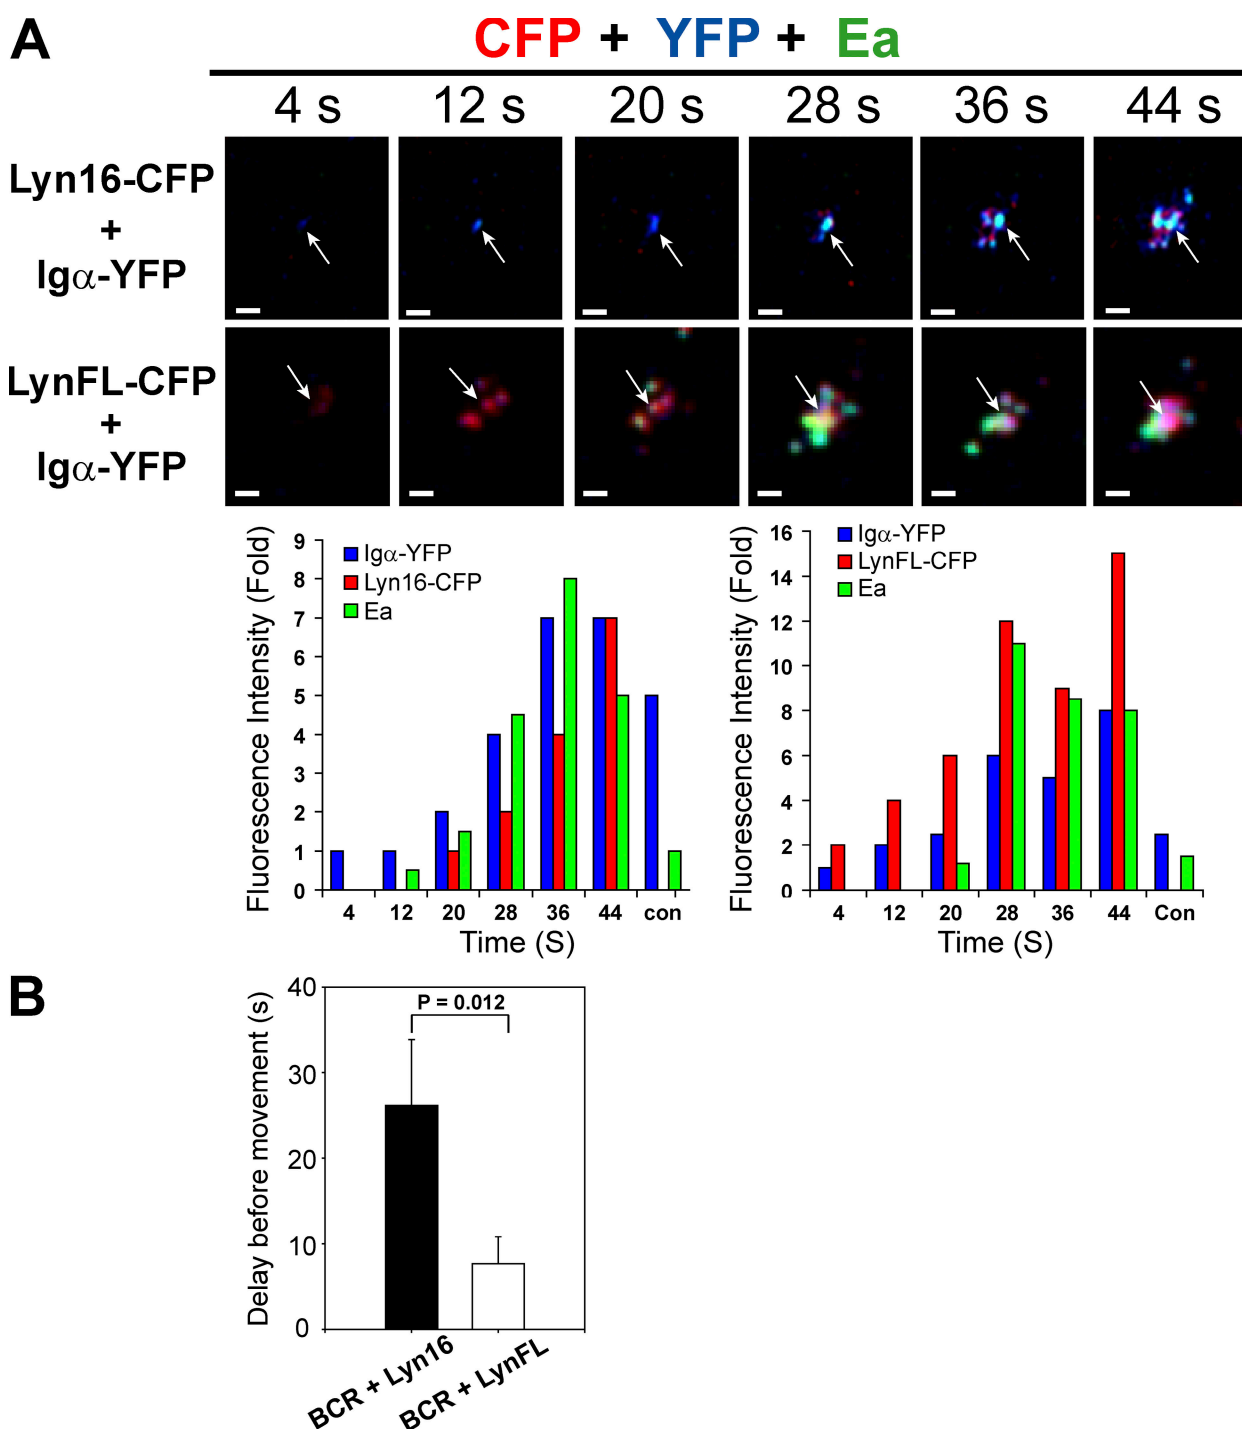 A
CFP + YFP + Ea
4 s 12 s 20 s 28 s 36 s 44 s
Lyn16-CFP
+
Igα-YFP
LynFL-CFP
+
Igα-YFP
Fluorescence Intensity (Fold)
9
8
7
6
5
4
3
2
1
0
Igα-YFP
Lyn16-CFP
Ea
4 12 20 28 36 44 con
Time (S)
Fluorescence Intensity (Fold)
16
14
12
10
8
6
4
2
0
Igα-YFP
LynFL-CFP
Ea
4 12 20 28 36 44 Con
Time (S)
B
Delay before movement (s)
40
30
20
10
0
P = 0.012
BCR + Lyn16
BCR + LynFL